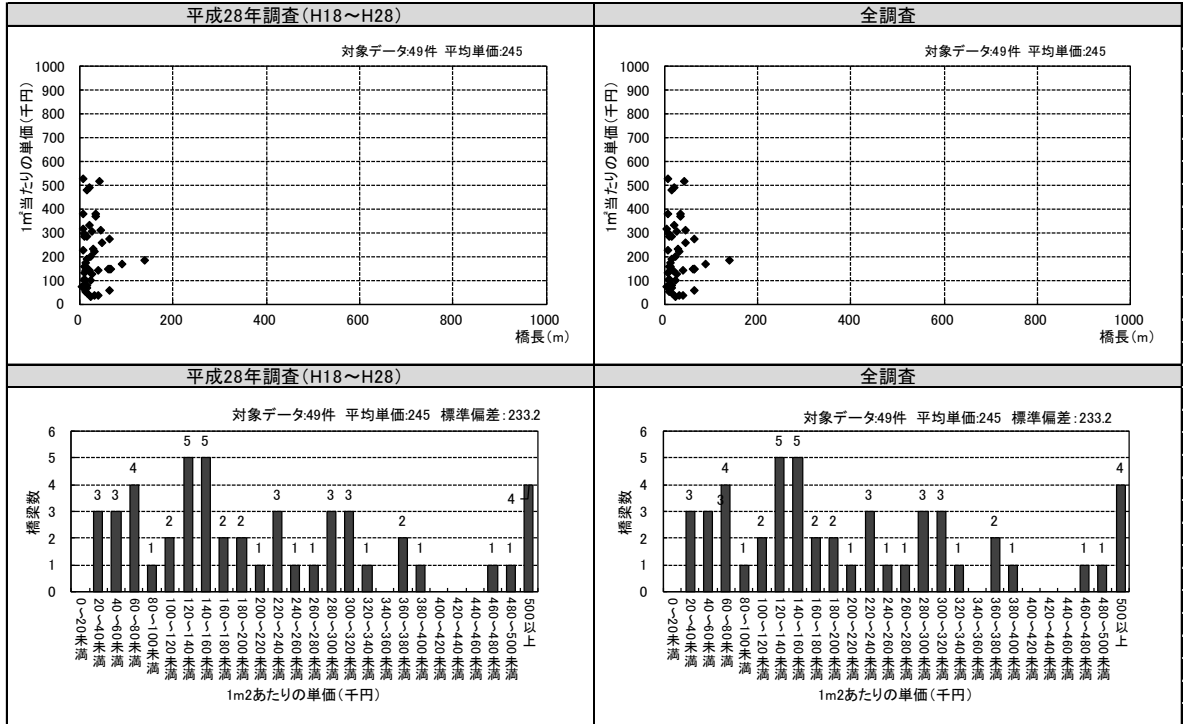 平成28年調査(H18～H28)
対象データ:49件 平均単価:245
1㎡当たりの単価(千円)
1000
900
800
700
600
500
400
300
200
100
0
0 200 400 600 800 1000
橋長(m)
全調査
対象データ:49件 平均単価:245
1㎡当たりの単価(千円)
1000
900
800
700
600
500
400
300
200
100
0
0 200 400 600 800 1000
橋長(m)
平成28年調査(H18～H28)
対象データ:49件 平均単価:245 標準偏差:233.2
橋梁数
6
5
4
3
2
1
0
3 3 4 1 2 5 5 2 2 1 3 1 1 3 3 1 2 1 1 1 4
0～20未満
20～40未満
40～60未満
60～80未満
80～100未満
100～120未満
120～140未満
140～160未満
160～180未満
180～200未満
200～220未満
220～240未満
240～260未満
260～280未満
280～300未満
300～320未満
320～340未満
340～360未満
360～380未満
380～400未満
400～420未満
420～440未満
440～460未満
460～480未満
480～500未満
500以上
1m2あたりの単価(千円)
全調査
対象データ:49件 平均単価:245 標準偏差:233.2
橋梁数
6
5
4
3
2
1
0
3 3 4 1 2 5 5 2 2 1 3 1 1 3 3 1 2 1 1 1 4
0～20未満
20～40未満
40～60未満
60～80未満
80～100未満
100～120未満
120～140未満
140～160未満
160～180未満
180～200未満
200～220未満
220～240未満
240～260未満
260～280未満
280～300未満
300～320未満
320～340未満
340～360未満
360～380未満
380～400未満
400～420未満
420～440未満
440～460未満
460～480未満
480～500未満
500以上
1m2あたりの単価(千円)